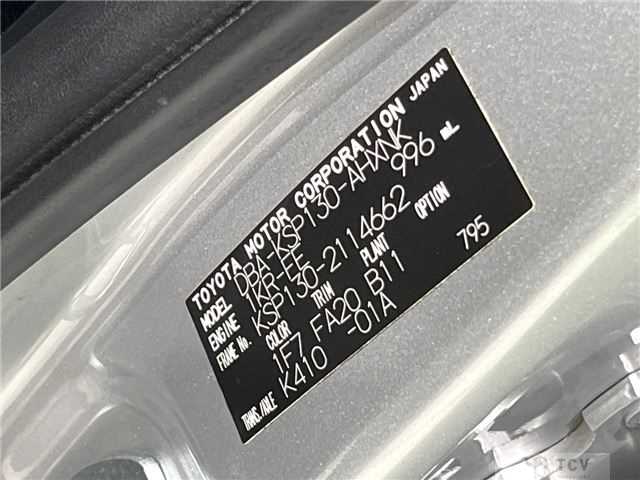 TOYOTA MOTOR CORPORATION JAPAN
MODEL DBA-KSP130-AHXNK
ENGINE 1KR-EE 996 mL
FRAME No. KSP130-2114662
COLOR TRIM PLANT OPTION
1F7 FA20 B11 795
TRANS./AXLE K410 -01A
TCV